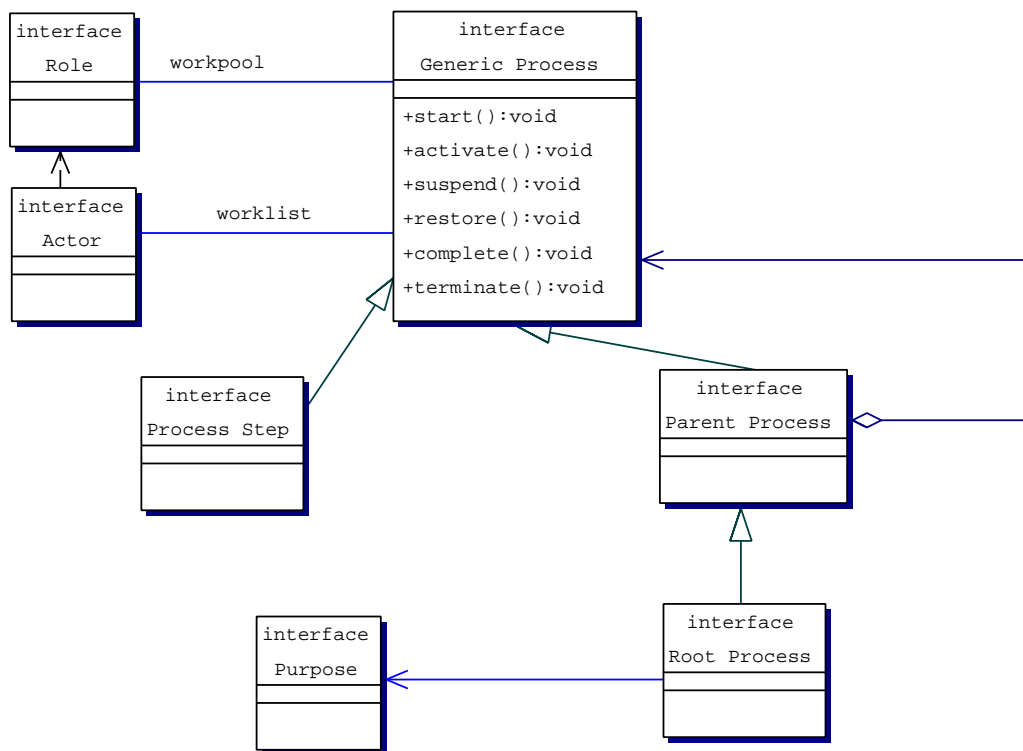 interface
Role
workpool
interface
Generic Process
+start():void
+activate():void
+suspend():void
+restore():void
+complete():void
+terminate():void
interface
Actor
worklist
interface
Process Step
interface
Parent Process
interface
Purpose
interface
Root Process